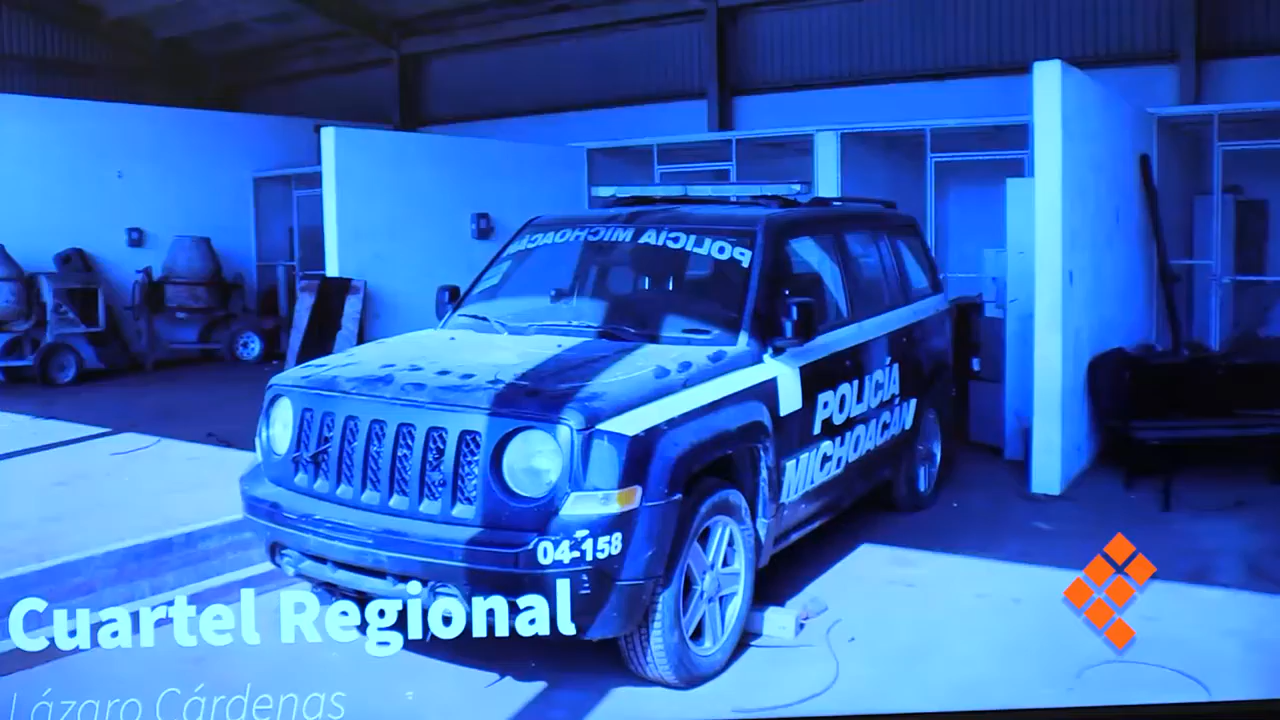 POLICÍA MICHOACÁN
POLICÍA
MICHOACÁN
04-158
Cuartel Regional
Lázaro Cárdenas